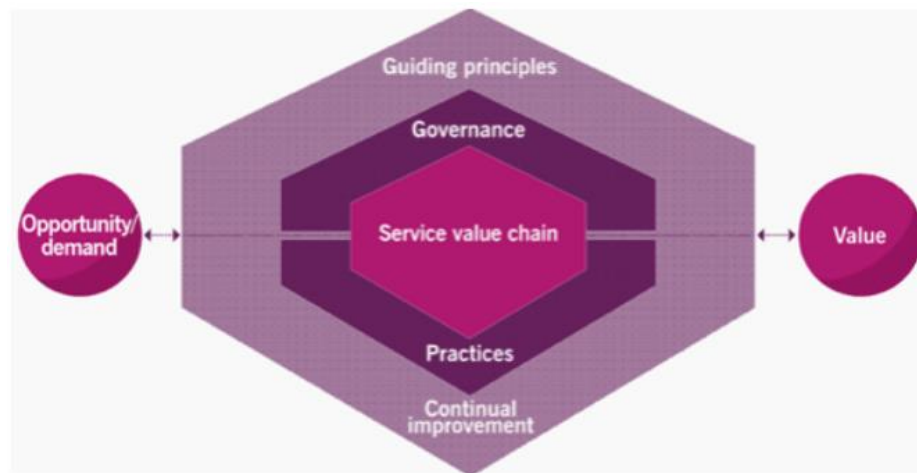 Guiding principles
Governance
Opportunity/
demand
Service value chain
Value
Practices
Continual
improvement